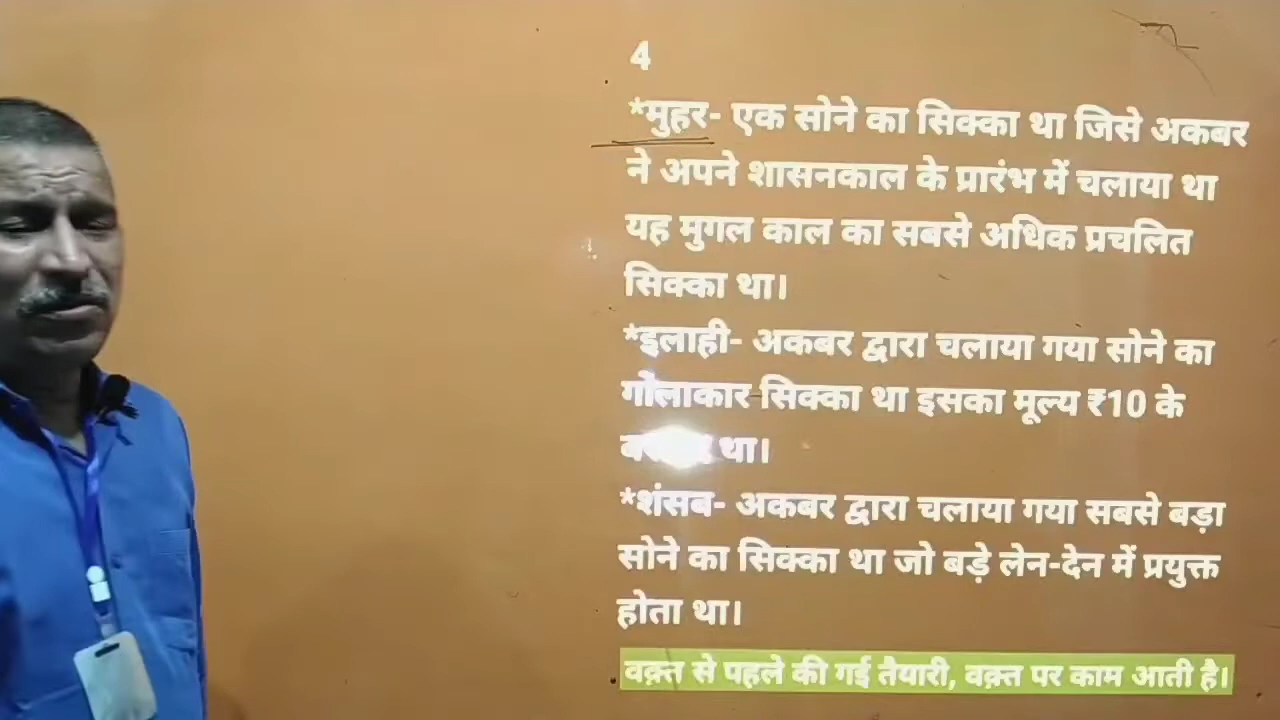 4
*मुहर- एक सोने का सिक्का था जिसे अकबर
ने अपने शासनकाल के प्रारंभ में चलाया था
यह मुगल काल का सबसे अधिक प्रचलित
सिक्का था।
*इलाही- अकबर द्वारा चलाया गया सोने का
गोलाकार सिक्का था इसका मूल्य ₹10 के
था।
*शंसब- अकबर द्वारा चलाया गया सबसे बड़ा
सोने का सिक्का था जो बड़े लेन-देन में प्रयुक्त
होता था।
वक़्त से पहले की गई तैयारी, वक़्त पर काम आती है।